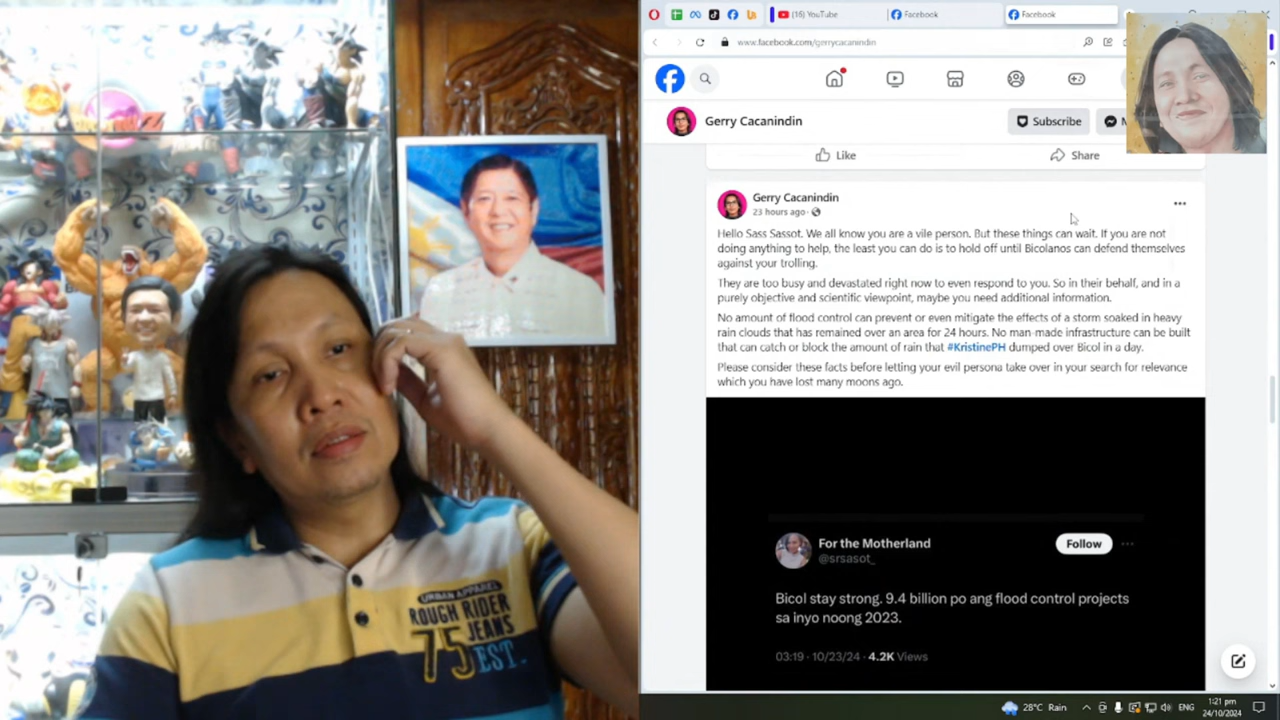 (16) YouTube
Facebook
Facebook
www.facebook.com/gerrycacanindin
Gerry Cacanindin
Subscribe
Like
Share
Gerry Cacanindin
23 hours ago
Hello Sass Sassot. We all know you are a vile person. But these things can wait. If you are not
doing anything to help, the least you can do is to hold off until Bicolanos can defend themselves
against your trolling.
They are too busy and devastated right now to even respond to you. So in their behalf, and in a
purely objective and scientific viewpoint, maybe you need additional information.
No amount of flood control can prevent or even mitigate the effects of a storm soaked in heavy
rain clouds that has remained over an area for 24 hours. No man-made infrastructure can be built
that can catch or block the amount of rain that #KristinePH dumped over Bicol in a day.
Please consider these facts before letting your evil persona take over in your search for relevance
which you have lost many moons ago.
For the Motherland
@srsasot_
Follow
Bicol stay strong. 9.4 billion po ang flood control projects
sa inyo noong 2023.
03:19 · 10/23/24 · 4.2K Views
URBAN APPAREL
ROUGH RIDER
75 JEANS
EST.
28°C Rain
ENG
1:21 pm
24/10/2024